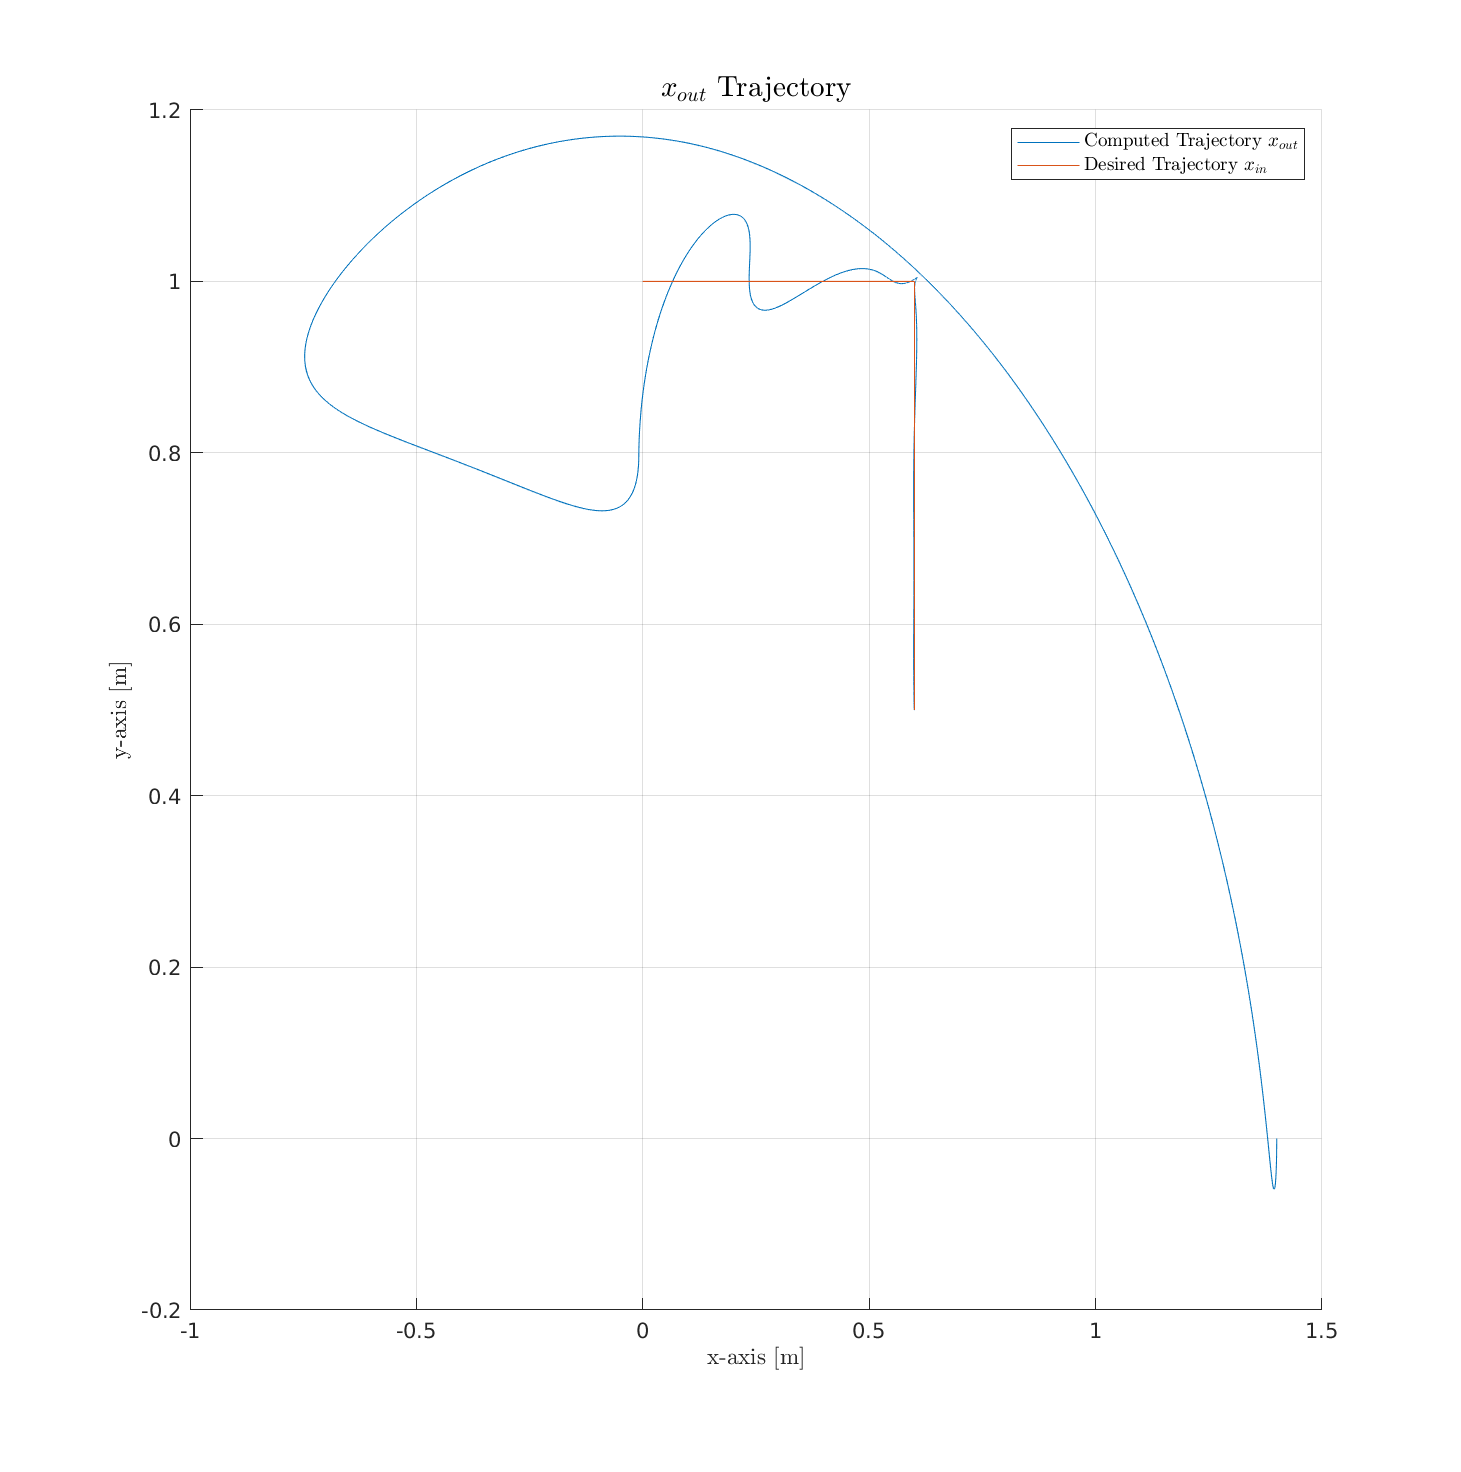 x_out Trajectory
1.2
Computed Trajectory x_out
Desired Trajectory x_in
1
0.8
0.6
y-axis [m]
0.4
0.2
0
-0.2
-1 -0.5 0 0.5 1 1.5
x-axis [m]